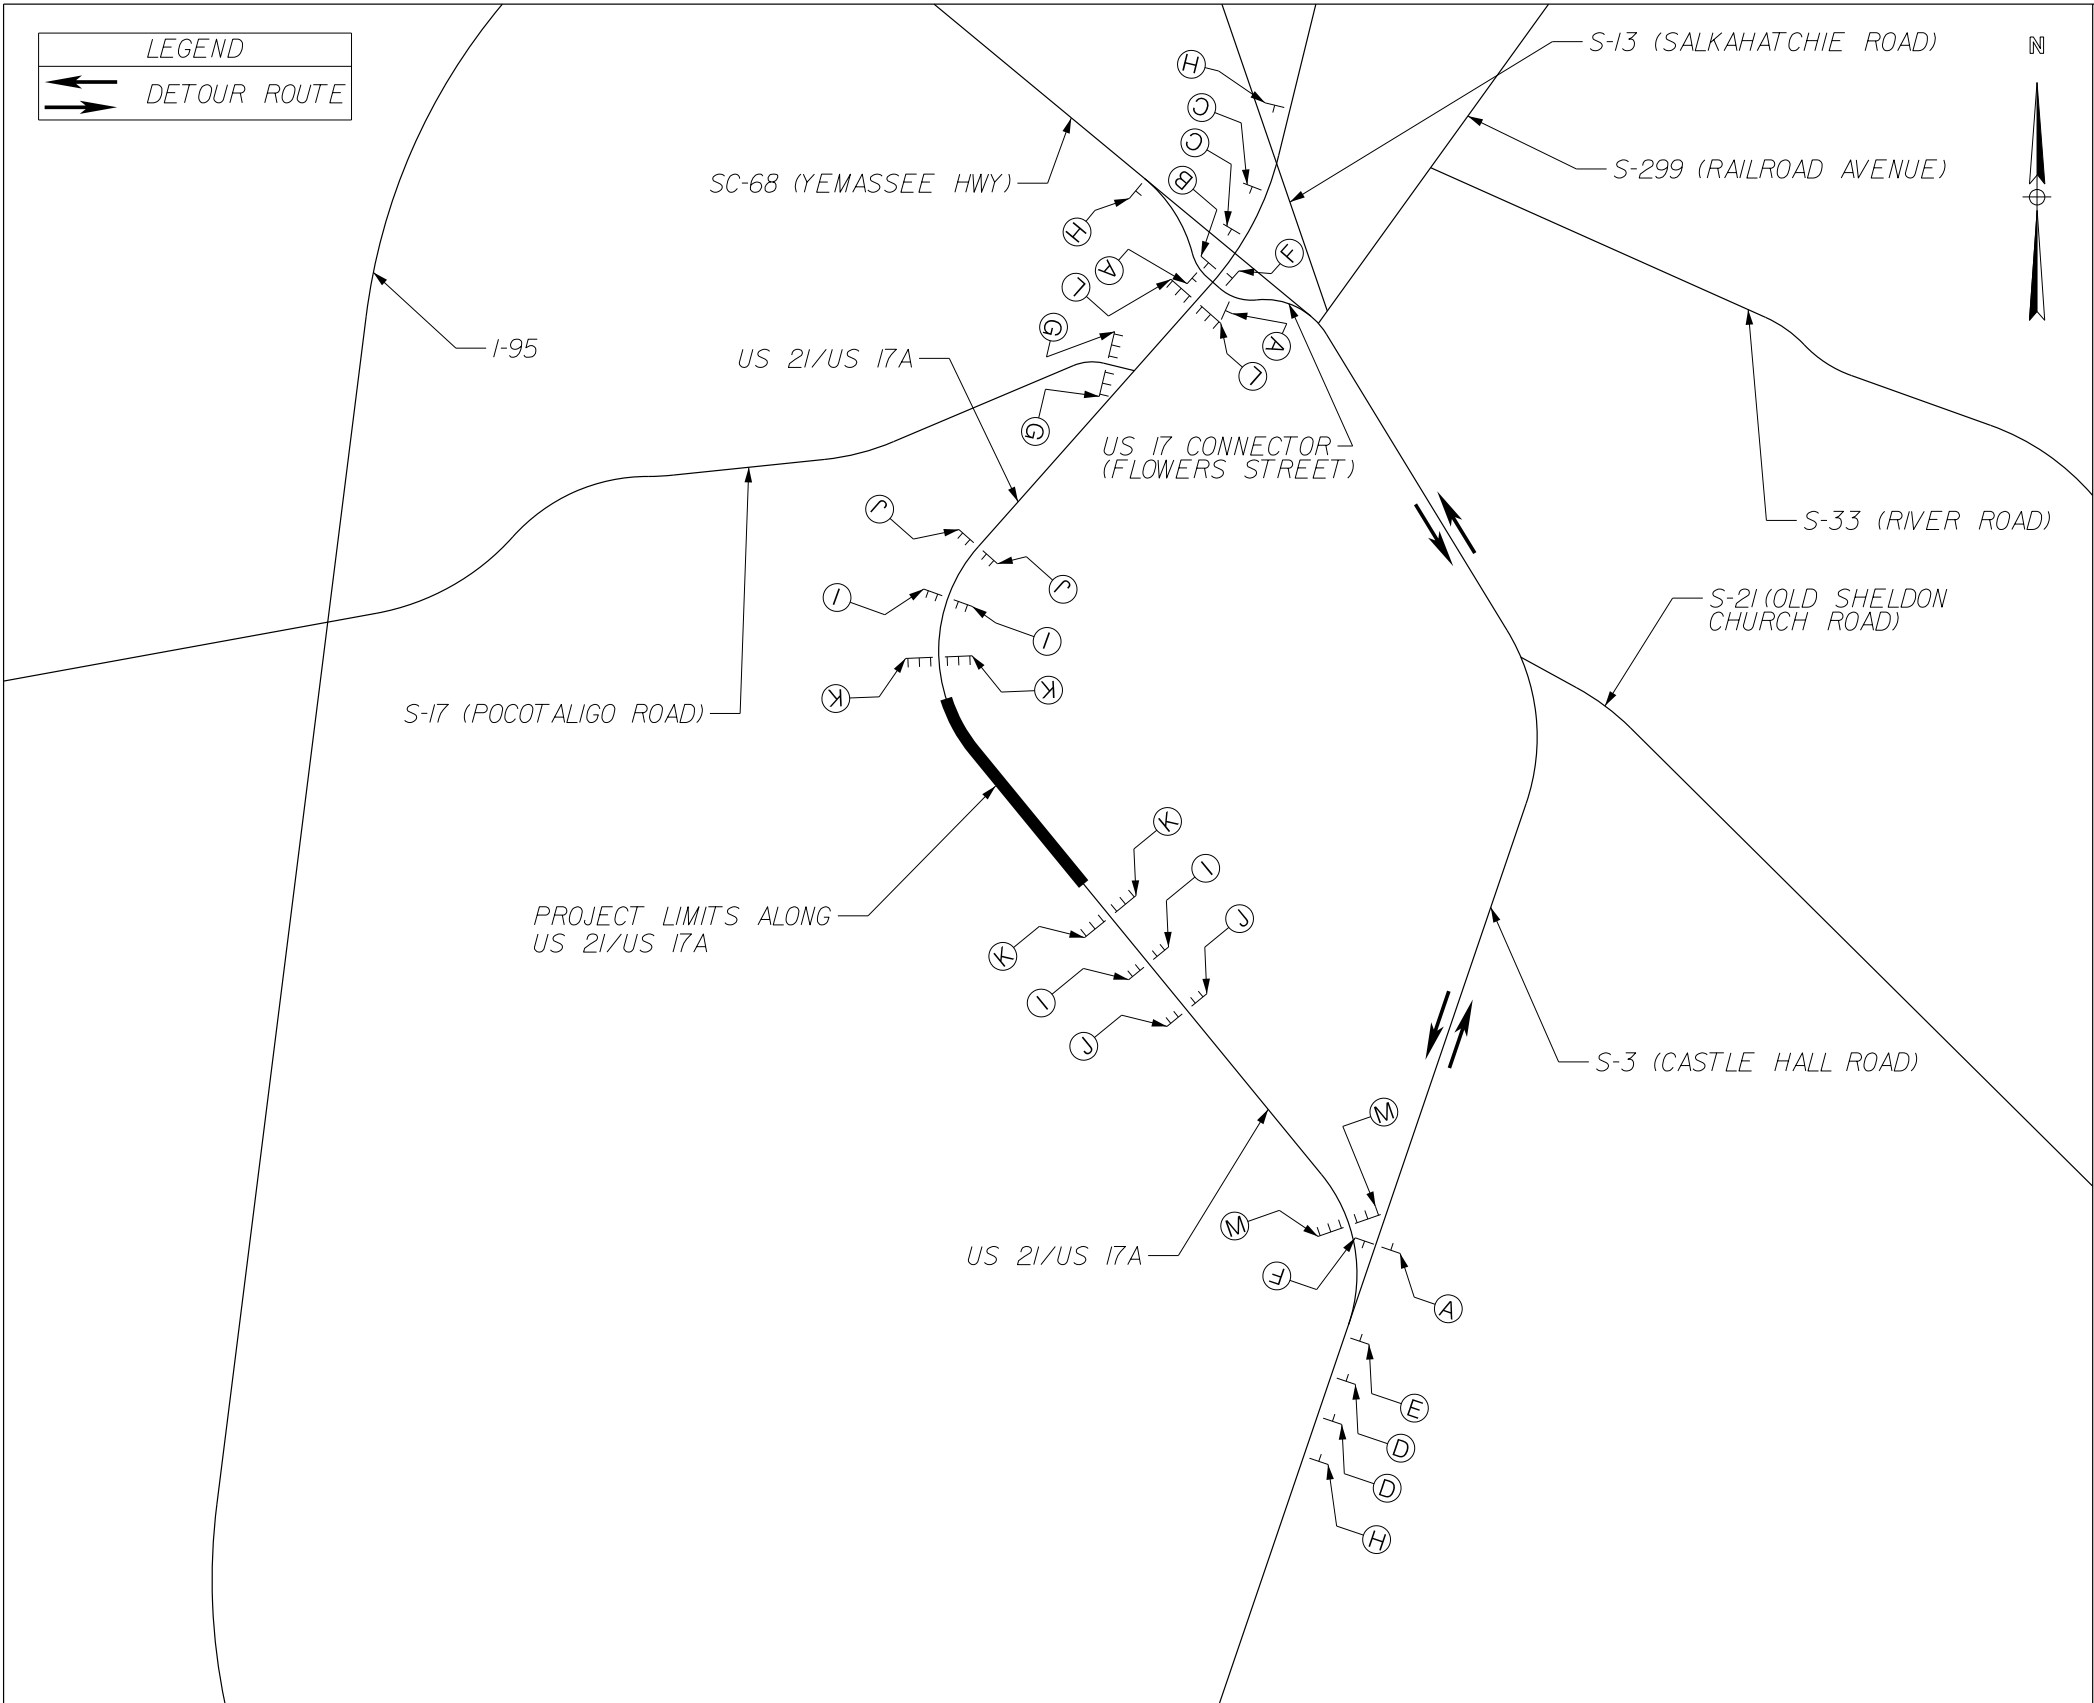 LEGEND
DETOUR ROUTE
S-13 (SALKAHATCHIE ROAD)
N
H
C
C
S-299 (RAILROAD AVENUE)
SC-68 (YEMASSEE HWY)
B
H
F
A
L
G
I-95
US 21/US 17A
A
L
G
US 17 CONNECTOR
(FLOWERS STREET)
J
S-33 (RIVER ROAD)
J
I
S-21 (OLD SHELDON
CHURCH ROAD)
I
K
K
S-17 (POCOTALIGO ROAD)
K
I
PROJECT LIMITS ALONG
US 21/US 17A
J
K
I
J
S-3 (CASTLE HALL ROAD)
M
M
US 21/US 17A
F
A
E
D
D
H